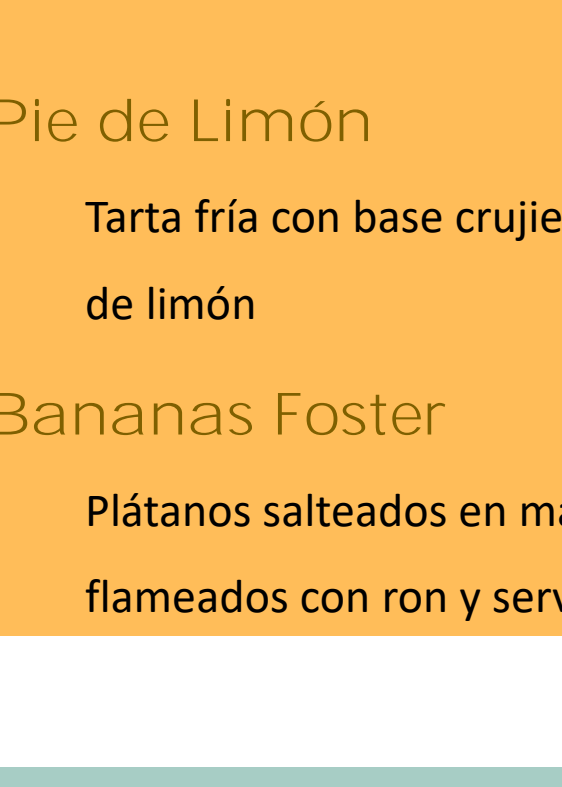 Pie de Limón
Tarta fría con base crujie
de limón
Bananas Foster
Plátanos salteados en ma
flameados con ron y serv